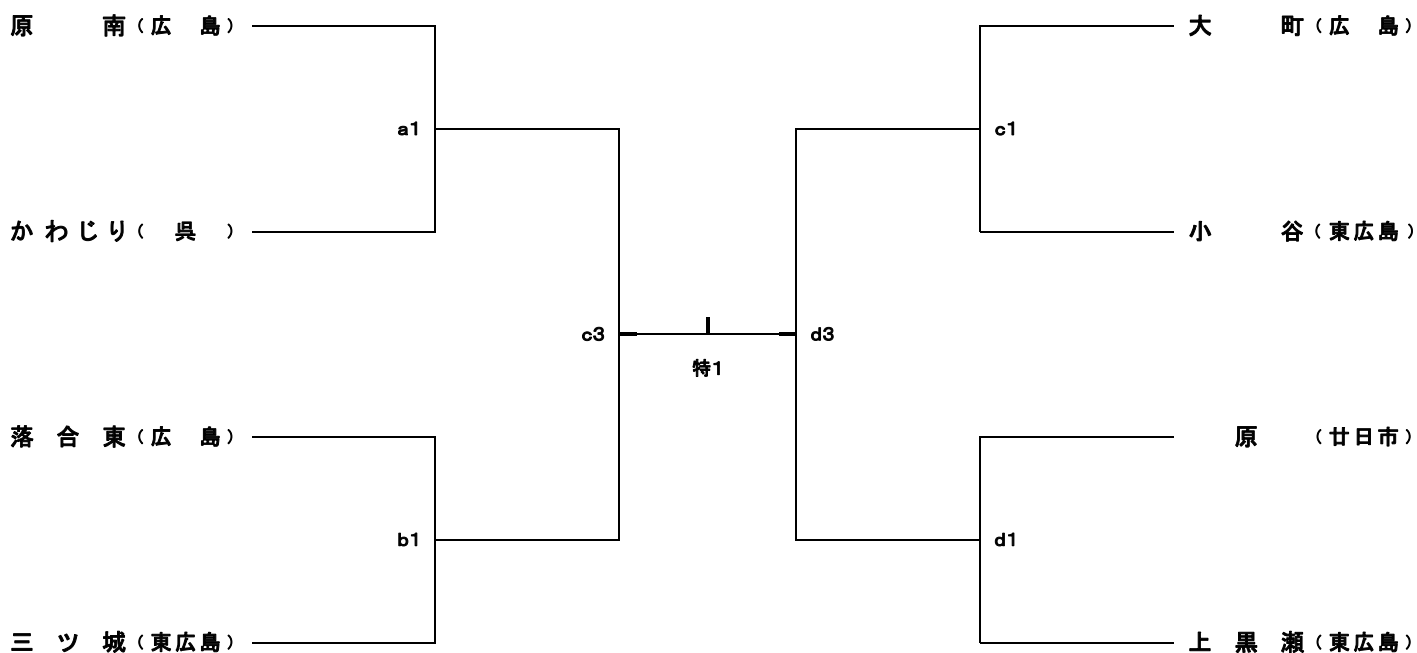 原 南（広 島）
大 町（広 島）
a1
c1
かわじり（ 呉 ）
小 谷（東広島）
c3
d3
特1
落合東（広 島）
原 （廿日市）
b1
d1
三ツ城（東広島）
上黒瀬（東広島）